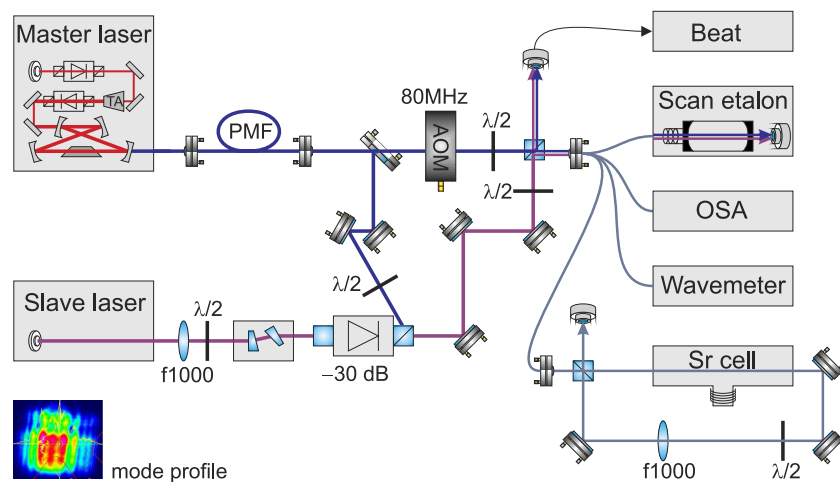 Master laser
TA
PMF
80MHz
AOM
λ/2
λ/2
Beat
Scan etalon
OSA
Wavemeter
λ/2
Slave laser
λ/2
f1000
−30 dB
Sr cell
f1000
λ/2
mode profile